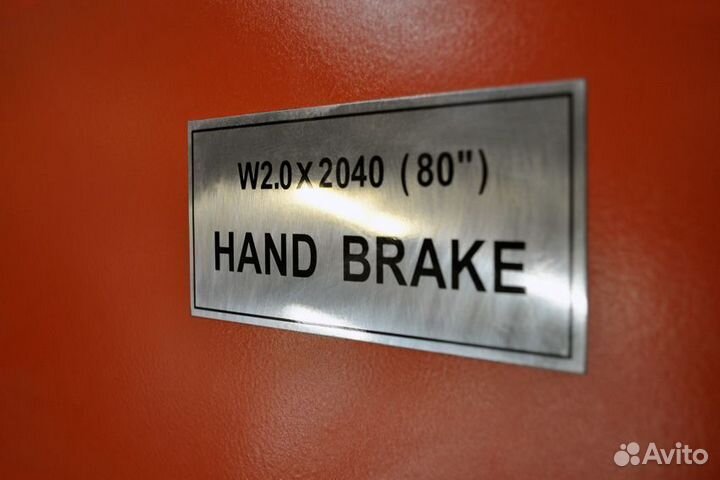 W2.0X2040 (80")
HAND BRAKE
Avito